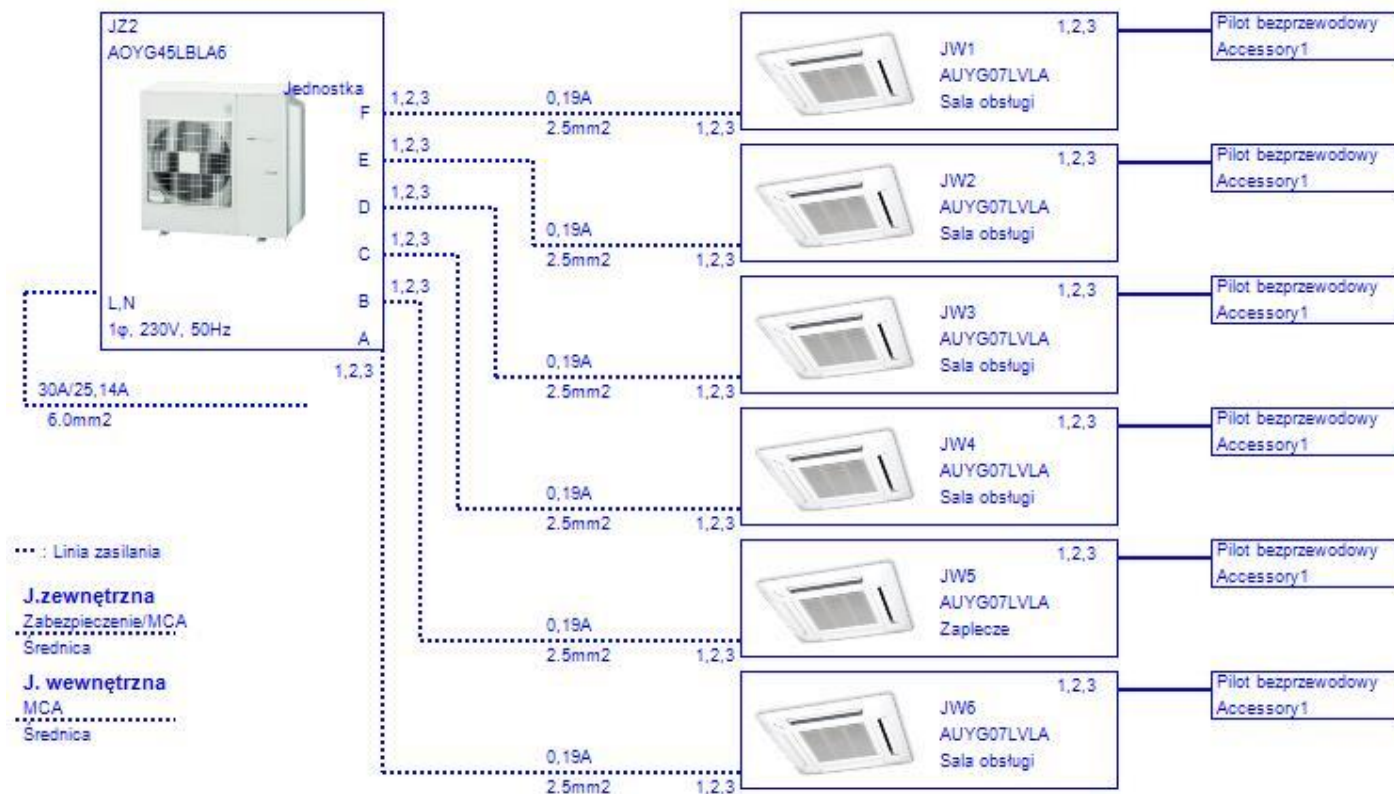 JZ2
AOYG45LBLA6
Jednostka
F
E
D
C
B
A
1,2,3
1,2,3
1,2,3
1,2,3
1,2,3
1,2,3
L,N
1φ, 230V, 50Hz
30A/25,14A
6.0mm2
0,19A
2.5mm2
1,2,3
JW1
AUYG07LVLA
Sala obsługi
1,2,3
Pilot bezprzewodowy
Accessory1
0,19A
2.5mm2
1,2,3
JW2
AUYG07LVLA
Sala obsługi
1,2,3
Pilot bezprzewodowy
Accessory1
0,19A
2.5mm2
1,2,3
JW3
AUYG07LVLA
Sala obsługi
1,2,3
Pilot bezprzewodowy
Accessory1
0,19A
2.5mm2
1,2,3
JW4
AUYG07LVLA
Sala obsługi
1,2,3
Pilot bezprzewodowy
Accessory1
0,19A
2.5mm2
1,2,3
JW5
AUYG07LVLA
Zaplecze
1,2,3
Pilot bezprzewodowy
Accessory1
0,19A
2.5mm2
1,2,3
JW6
AUYG07LVLA
Sala obsługi
1,2,3
Pilot bezprzewodowy
Accessory1
: Linia zasilania
J.zewnętrzna
Zabezpieczenie/MCA
Średnica
J. wewnętrzna
MCA
Średnica